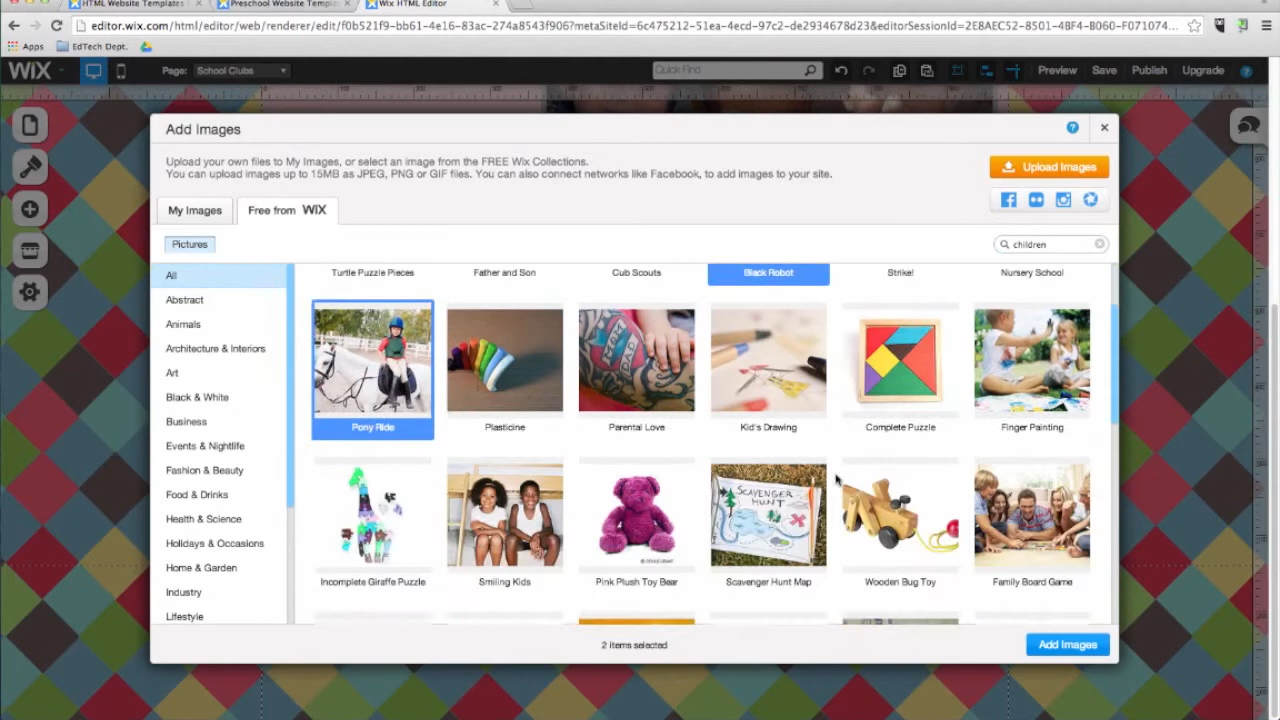 HTML Website Templates
Preschool Website Templa
Wix HTML Editor
editor.wix.com/html/editor/web/renderer/edit/f0b521f9-bb61-4e16-83ac-274a8543f906?metaSiteId=6c475212-51ea-4ecd-97c2-de2934678d23&editorSessionId=2E8AEC52-8501-4BF4-B060-F071074...
Apps EdTech Dept.
WiX Page: School Clubs Quick Find Preview Save Publish Upgrade ?
Add Images
Upload your own files to My Images, or select an image from the FREE Wix Collections.
You can upload images up to 15MB as JPEG, PNG or GIF files. You can also connect networks like Facebook, to add images to your site.
Upload Images
My Images Free from WiX
Pictures
children
All
Abstract
Animals
Architecture & Interiors
Art
Black & White
Business
Events & Nightlife
Fashion & Beauty
Food & Drinks
Health & Science
Holidays & Occasions
Home & Garden
Industry
Lifestyle
Turtle Puzzle Pieces Father and Son Cub Scouts Black Robot Strike! Nursery School
MOM
DAD
Pony Ride Plasticine Parental Love Kid's Drawing Complete Puzzle Finger Painting
SCAVENGER
HUNT
Incomplete Giraffe Puzzle Smiling Kids Pink Plush Toy Bear Scavenger Hunt Map Wooden Bug Toy Family Board Game
2 items selected
Add Images